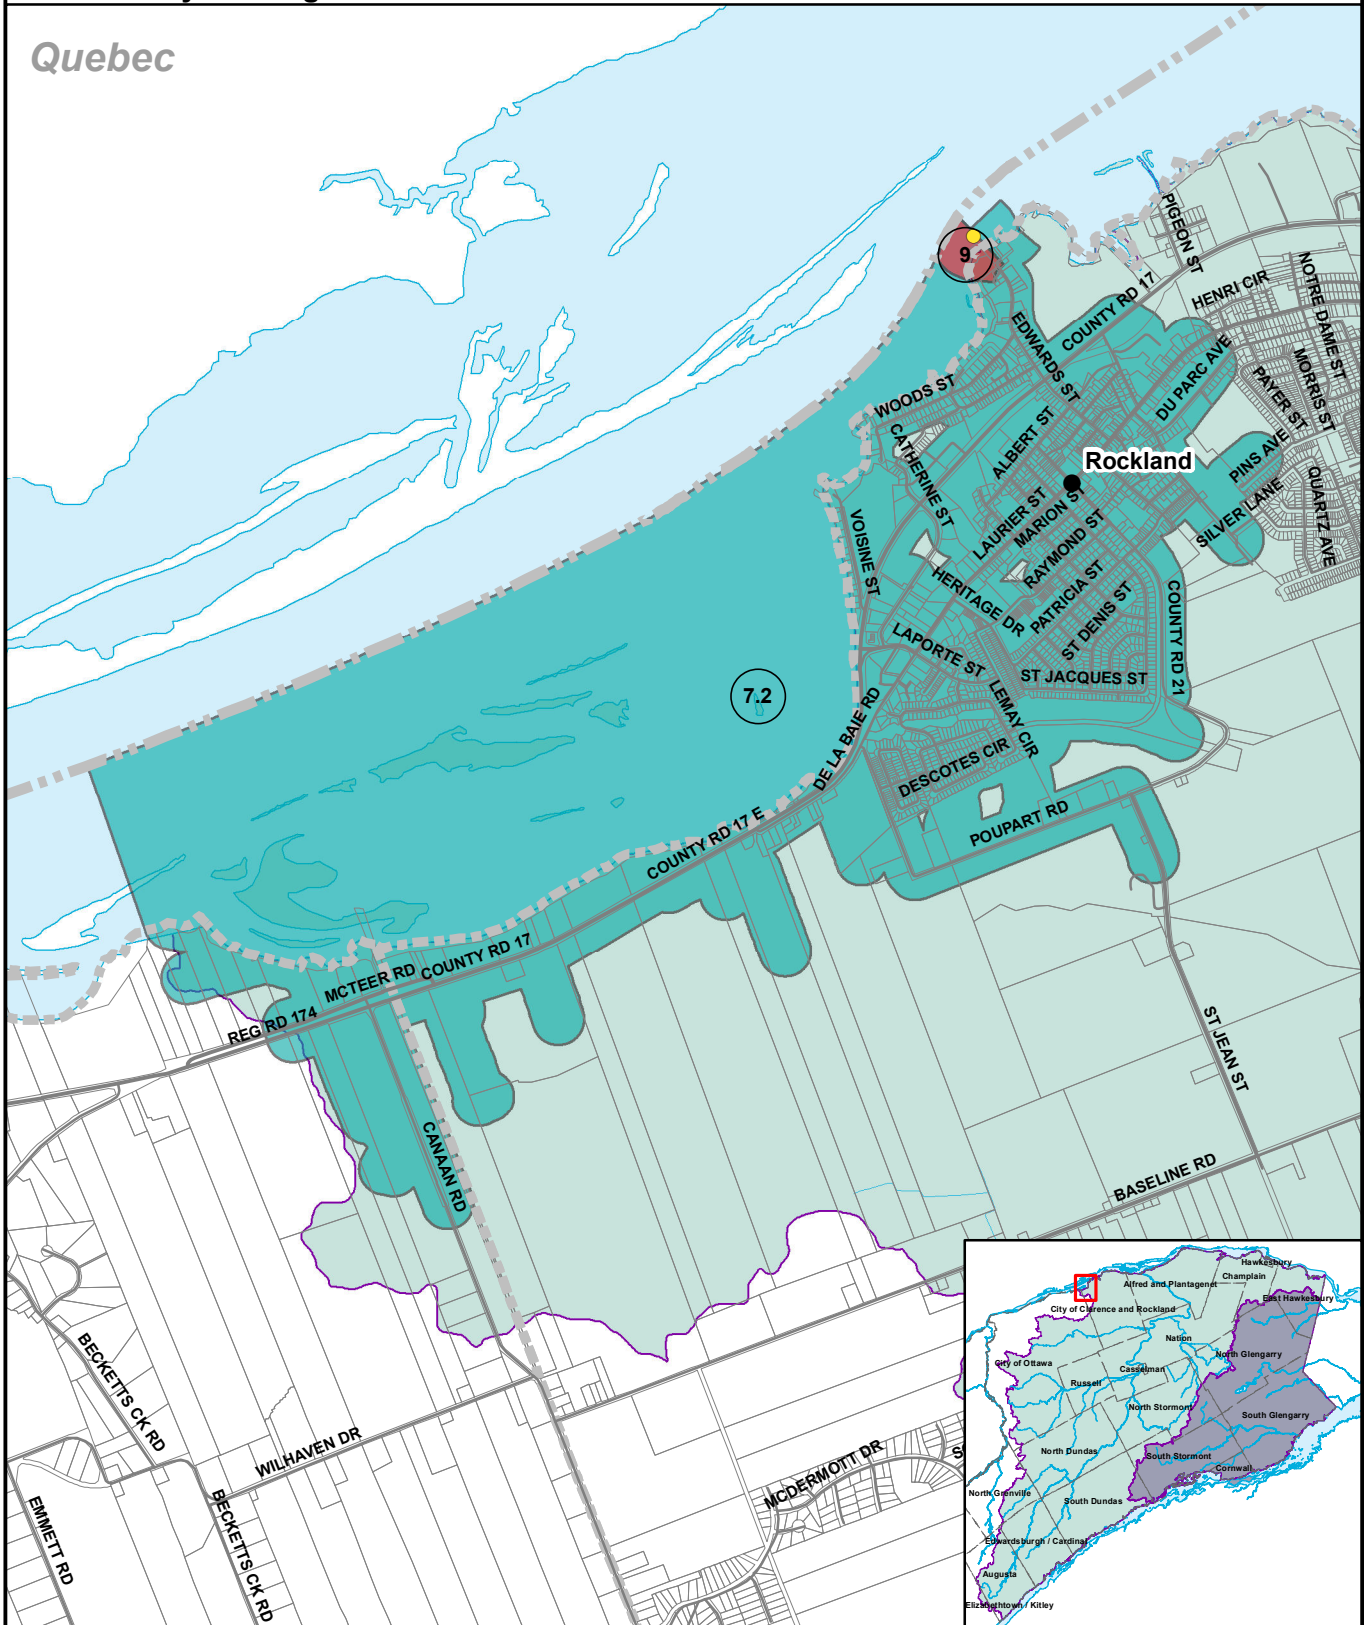 Quebec
9
PIGEON ST
COUNTY RD 17
HENRI CIR
NOTRE DAME ST
EDWARDS ST
MORRIS ST
DU PARC AVE
PAYER ST
WOODS ST
ALBERT ST
CATHERINE ST
Rockland
PINS AVE
QUARTZ AVE
SILVER LANE
LAURIER ST
MARION ST
VOISINE ST
RAYMOND ST
HERITAGE DR
PATRICIA ST
ST DENIS ST
COUNTY RD 21
LAPORTE ST
ST JACQUES ST
7.2
LEMAY CIR
DE LA BAIE RD
DESCOTES CIR
POUPART RD
COUNTY RD 17 E
COUNTY RD 17
MCTEER RD
REG RD 174
ST JEAN ST
CANAAN RD
BASELINE RD
BECKETTS CK RD
WILHAVEN DR
MCDERMOTT DR
EMMETT RD
BECKETTS CK RD
Hawkesbury
Champlain
Alfred and Plantagenet
East Hawkesbury
City of Clarence and Rockland
Nation
North Glengarry
City of Ottawa
Casselman
Russell
North Stormont
South Glengarry
North Dundas
South Stormont
Cornwall
North Grenville
South Dundas
Edwardsburgh / Cardinal
Augusta
Elizabethtown / Kitley